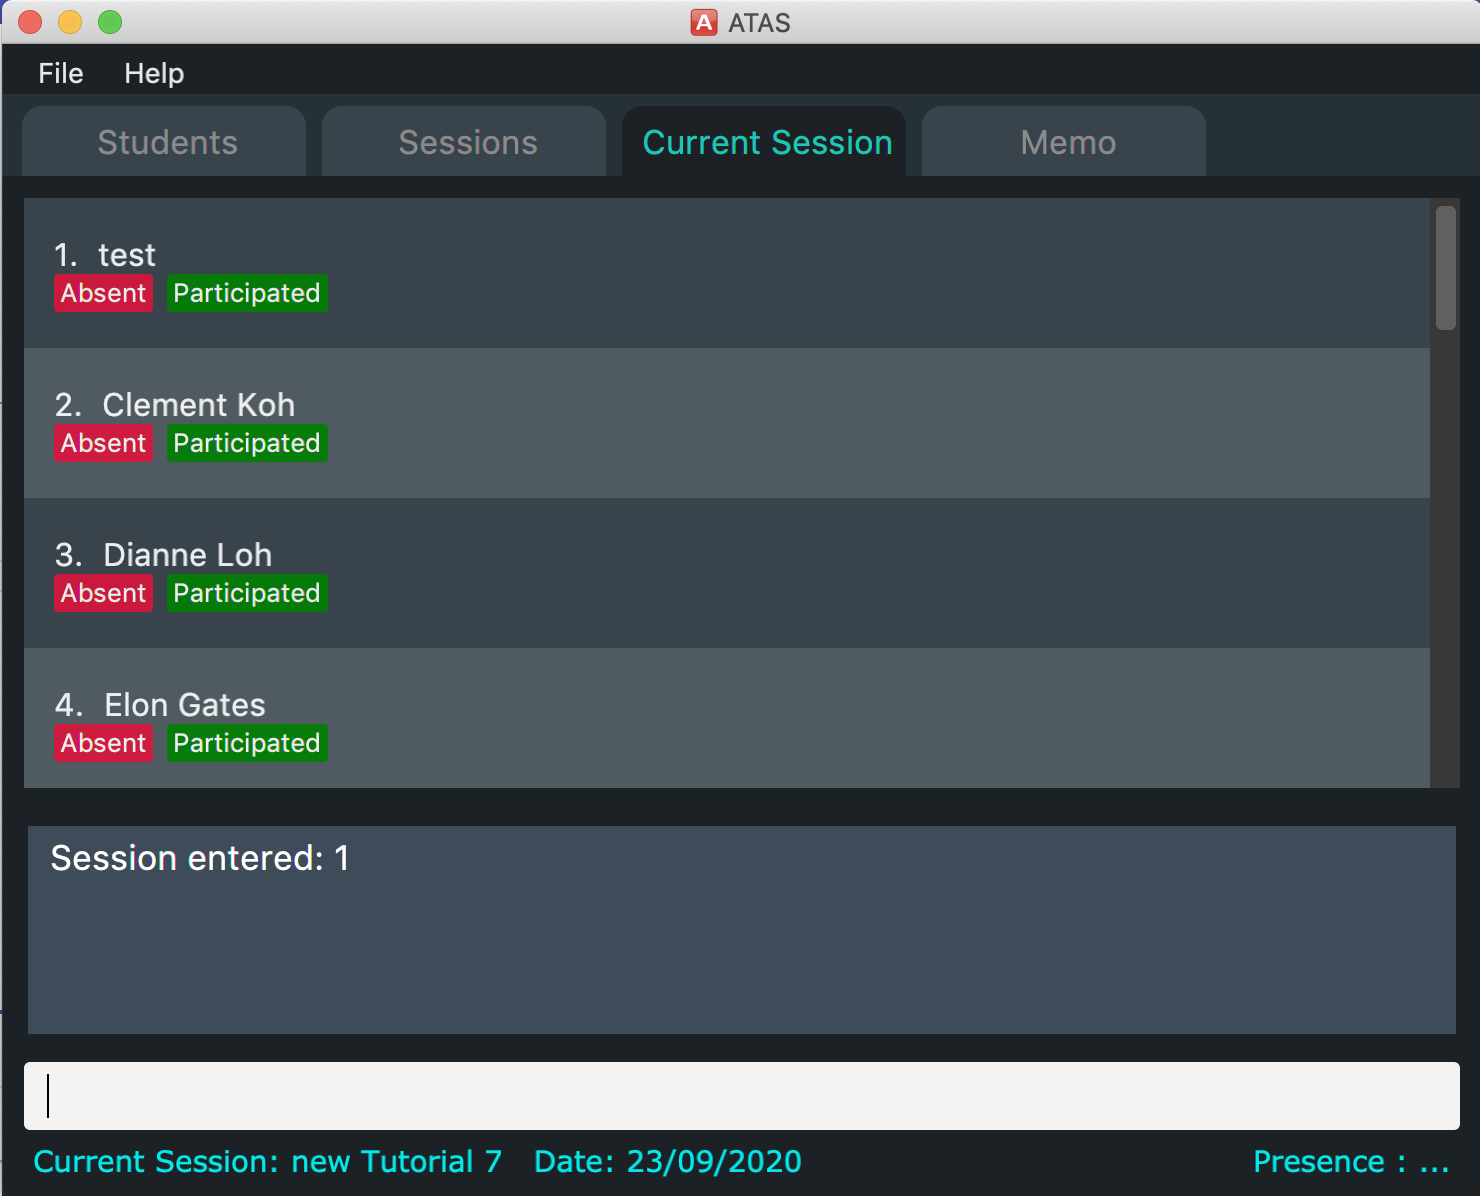 A ATAS
File Help
Students Sessions Current Session Memo
1. test
Absent Participated
2. Clement Koh
Absent Participated
3. Dianne Loh
Absent Participated
4. Elon Gates
Absent Participated
Session entered: 1
Current Session: new Tutorial 7 Date: 23/09/2020 Presence : ...